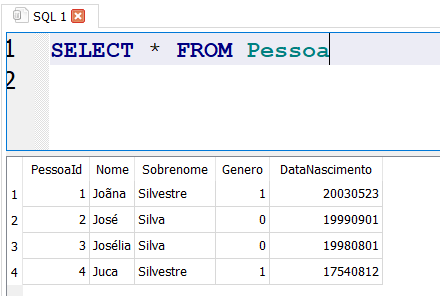 SQL 1
1 SELECT * FROM Pessoa
2
PessoaId Nome Sobrenome Genero DataNascimento
1 1 Joãna Silvestre 1 20030523
2 2 José Silva 0 19990901
3 3 Josélia Silva 0 19980801
4 4 Juca Silvestre 1 17540812